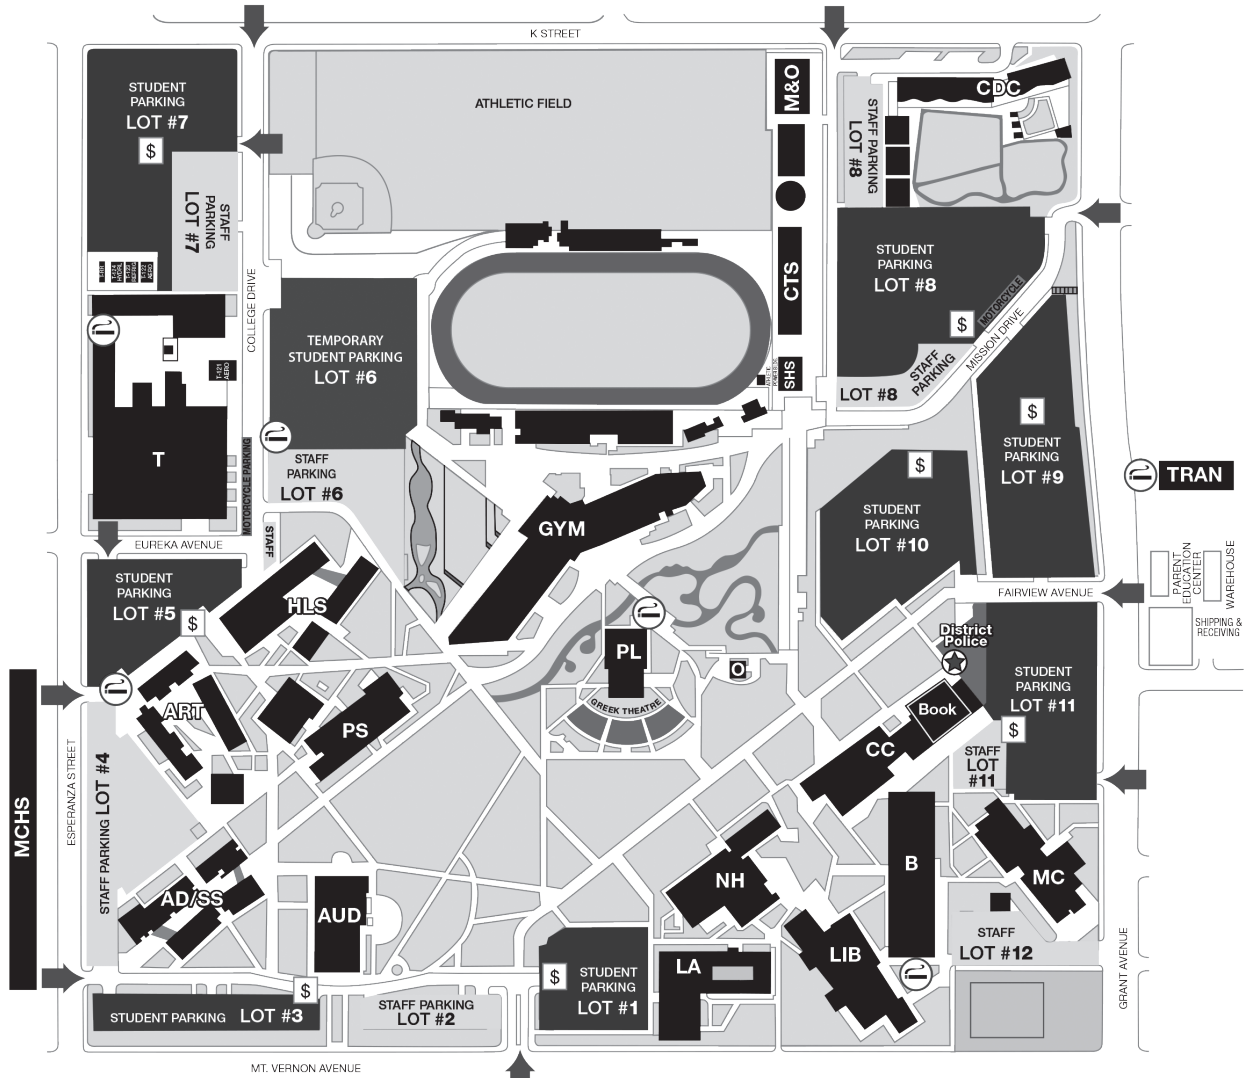 K STREET
STUDENT
PARKING
LOT #7
$
STAFF
PARKING
LOT #7
ATHLETIC FIELD
M&O
CDC
STAFF PARKING
LOT #8
STUDENT
PARKING
LOT #8
MOTORCYCLE
$
MISSION DRIVE
STAFF
PARKING
LOT #8
CTS
SHS
COLLEGE DRIVE
T-121
AERO
TEMPORARY
STUDENT PARKING
LOT #6
T
MOTORCYCLE PARKING
STAFF
PARKING
LOT #6
STAFF
$
STUDENT
PARKING
LOT #9
$
STUDENT
PARKING
LOT #10
TRAN
GYM
EUREKA AVENUE
STUDENT
PARKING
LOT #5
$
HLS
FAIRVIEW AVENUE
PARENT
EDUCATION
CENTER
WAREHOUSE
SHIPPING &
RECEIVING
District
Police
PL
GREEK THEATRE
O
STUDENT
PARKING
LOT #11
$
STAFF
LOT
#11
Book
CC
ART
PS
MCHS
ESPERANZA STREET
STAFF PARKING LOT #4
AD/SS
AUD
NH
B
MC
LIB
LA
STAFF
LOT #12
GRANT AVENUE
$
STUDENT
PARKING
LOT #1
$
STUDENT PARKING LOT #3
STAFF PARKING
LOT #2
MT. VERNON AVENUE